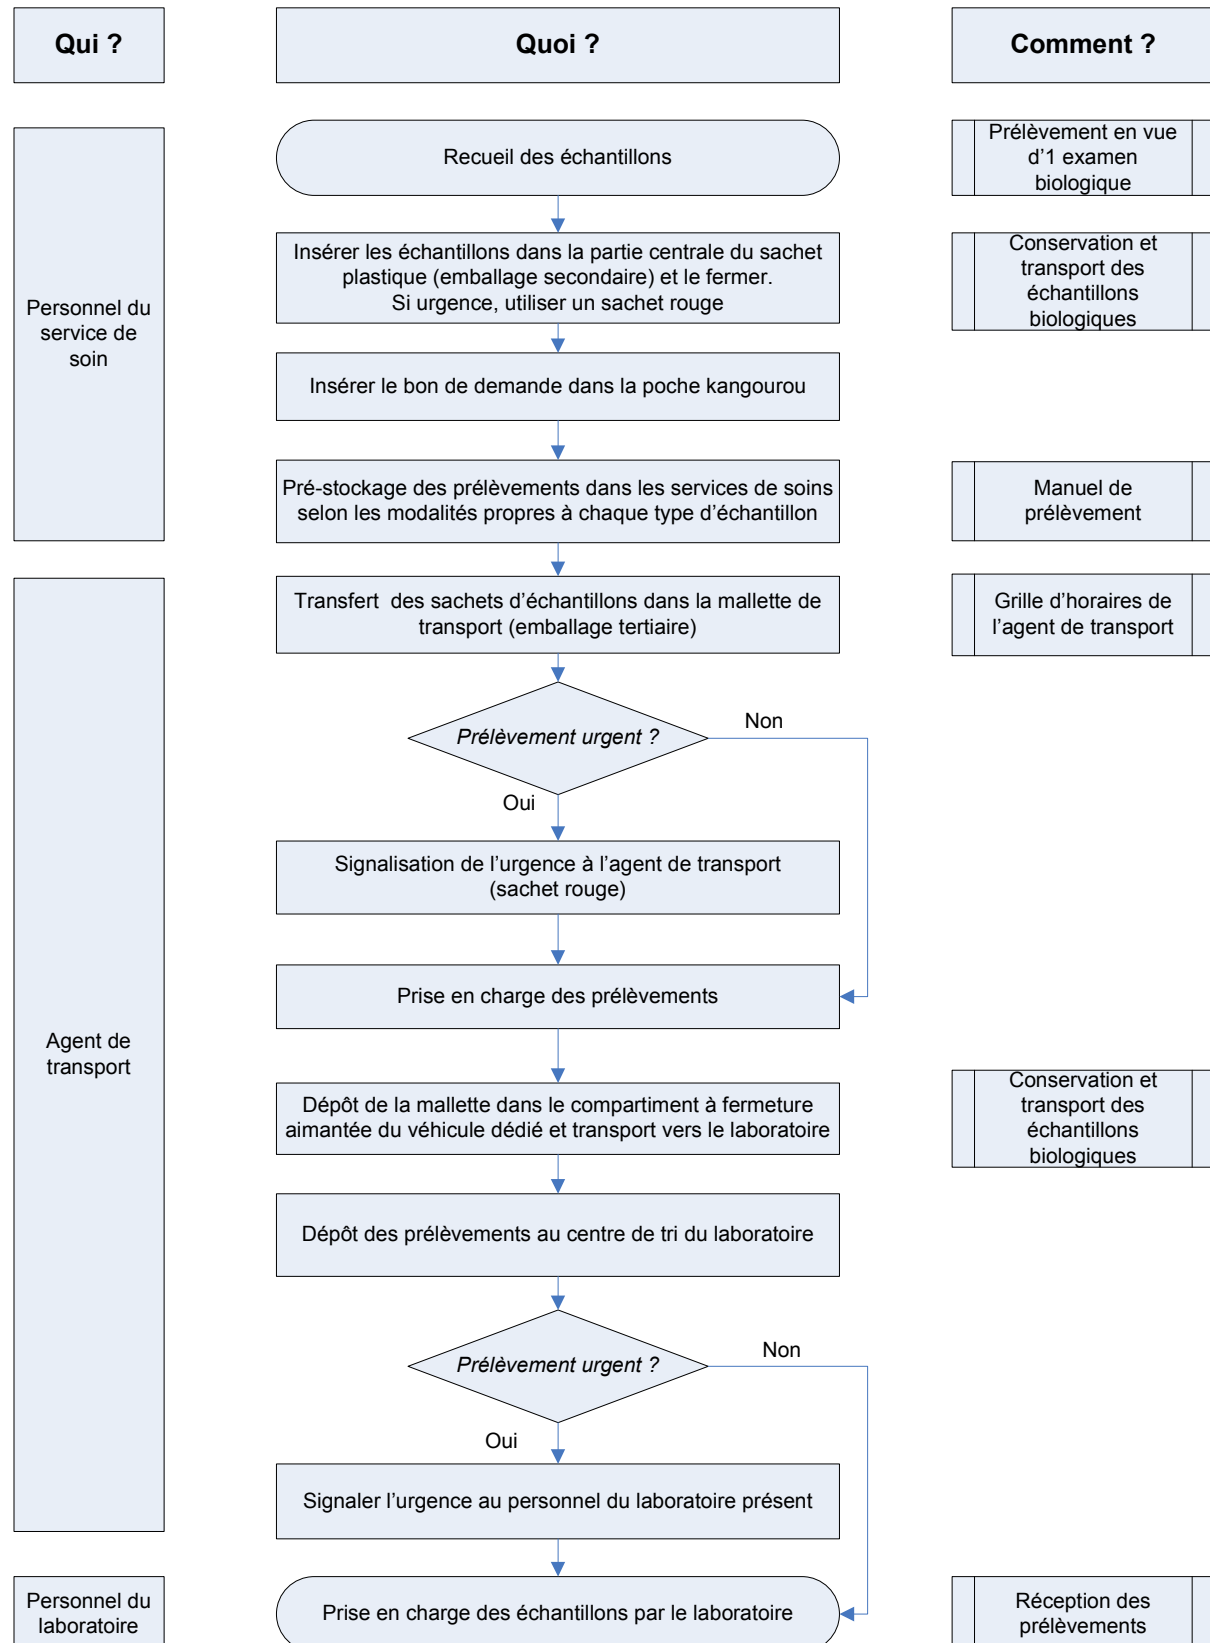 Qui ?
Quoi ?
Comment ?
Recueil des échantillons
Prélèvement en vue
d'1 examen
biologique
Personnel du
service de
soin
Insérer les échantillons dans la partie centrale du sachet
plastique (emballage secondaire) et le fermer.
Si urgence, utiliser un sachet rouge
Conservation et
transport des
échantillons
biologiques
Insérer le bon de demande dans la poche kangourou
Pré-stockage des prélèvements dans les services de soins
selon les modalités propres à chaque type d'échantillon
Manuel de
prélèvement
Transfert  des sachets d'échantillons dans la mallette de
transport (emballage tertiaire)
Grille d'horaires de
l'agent de transport
Prélèvement urgent ?
Non
Oui
Signalisation de l'urgence à l'agent de transport
(sachet rouge)
Prise en charge des prélèvements
Agent de
transport
Dépôt de la mallette dans le compartiment à fermeture
aimantée du véhicule dédié et transport vers le laboratoire
Conservation et
transport des
échantillons
biologiques
Dépôt des prélèvements au centre de tri du laboratoire
Prélèvement urgent ?
Non
Oui
Signaler l'urgence au personnel du laboratoire présent
Personnel du
laboratoire
Prise en charge des échantillons par le laboratoire
Réception des
prélèvements